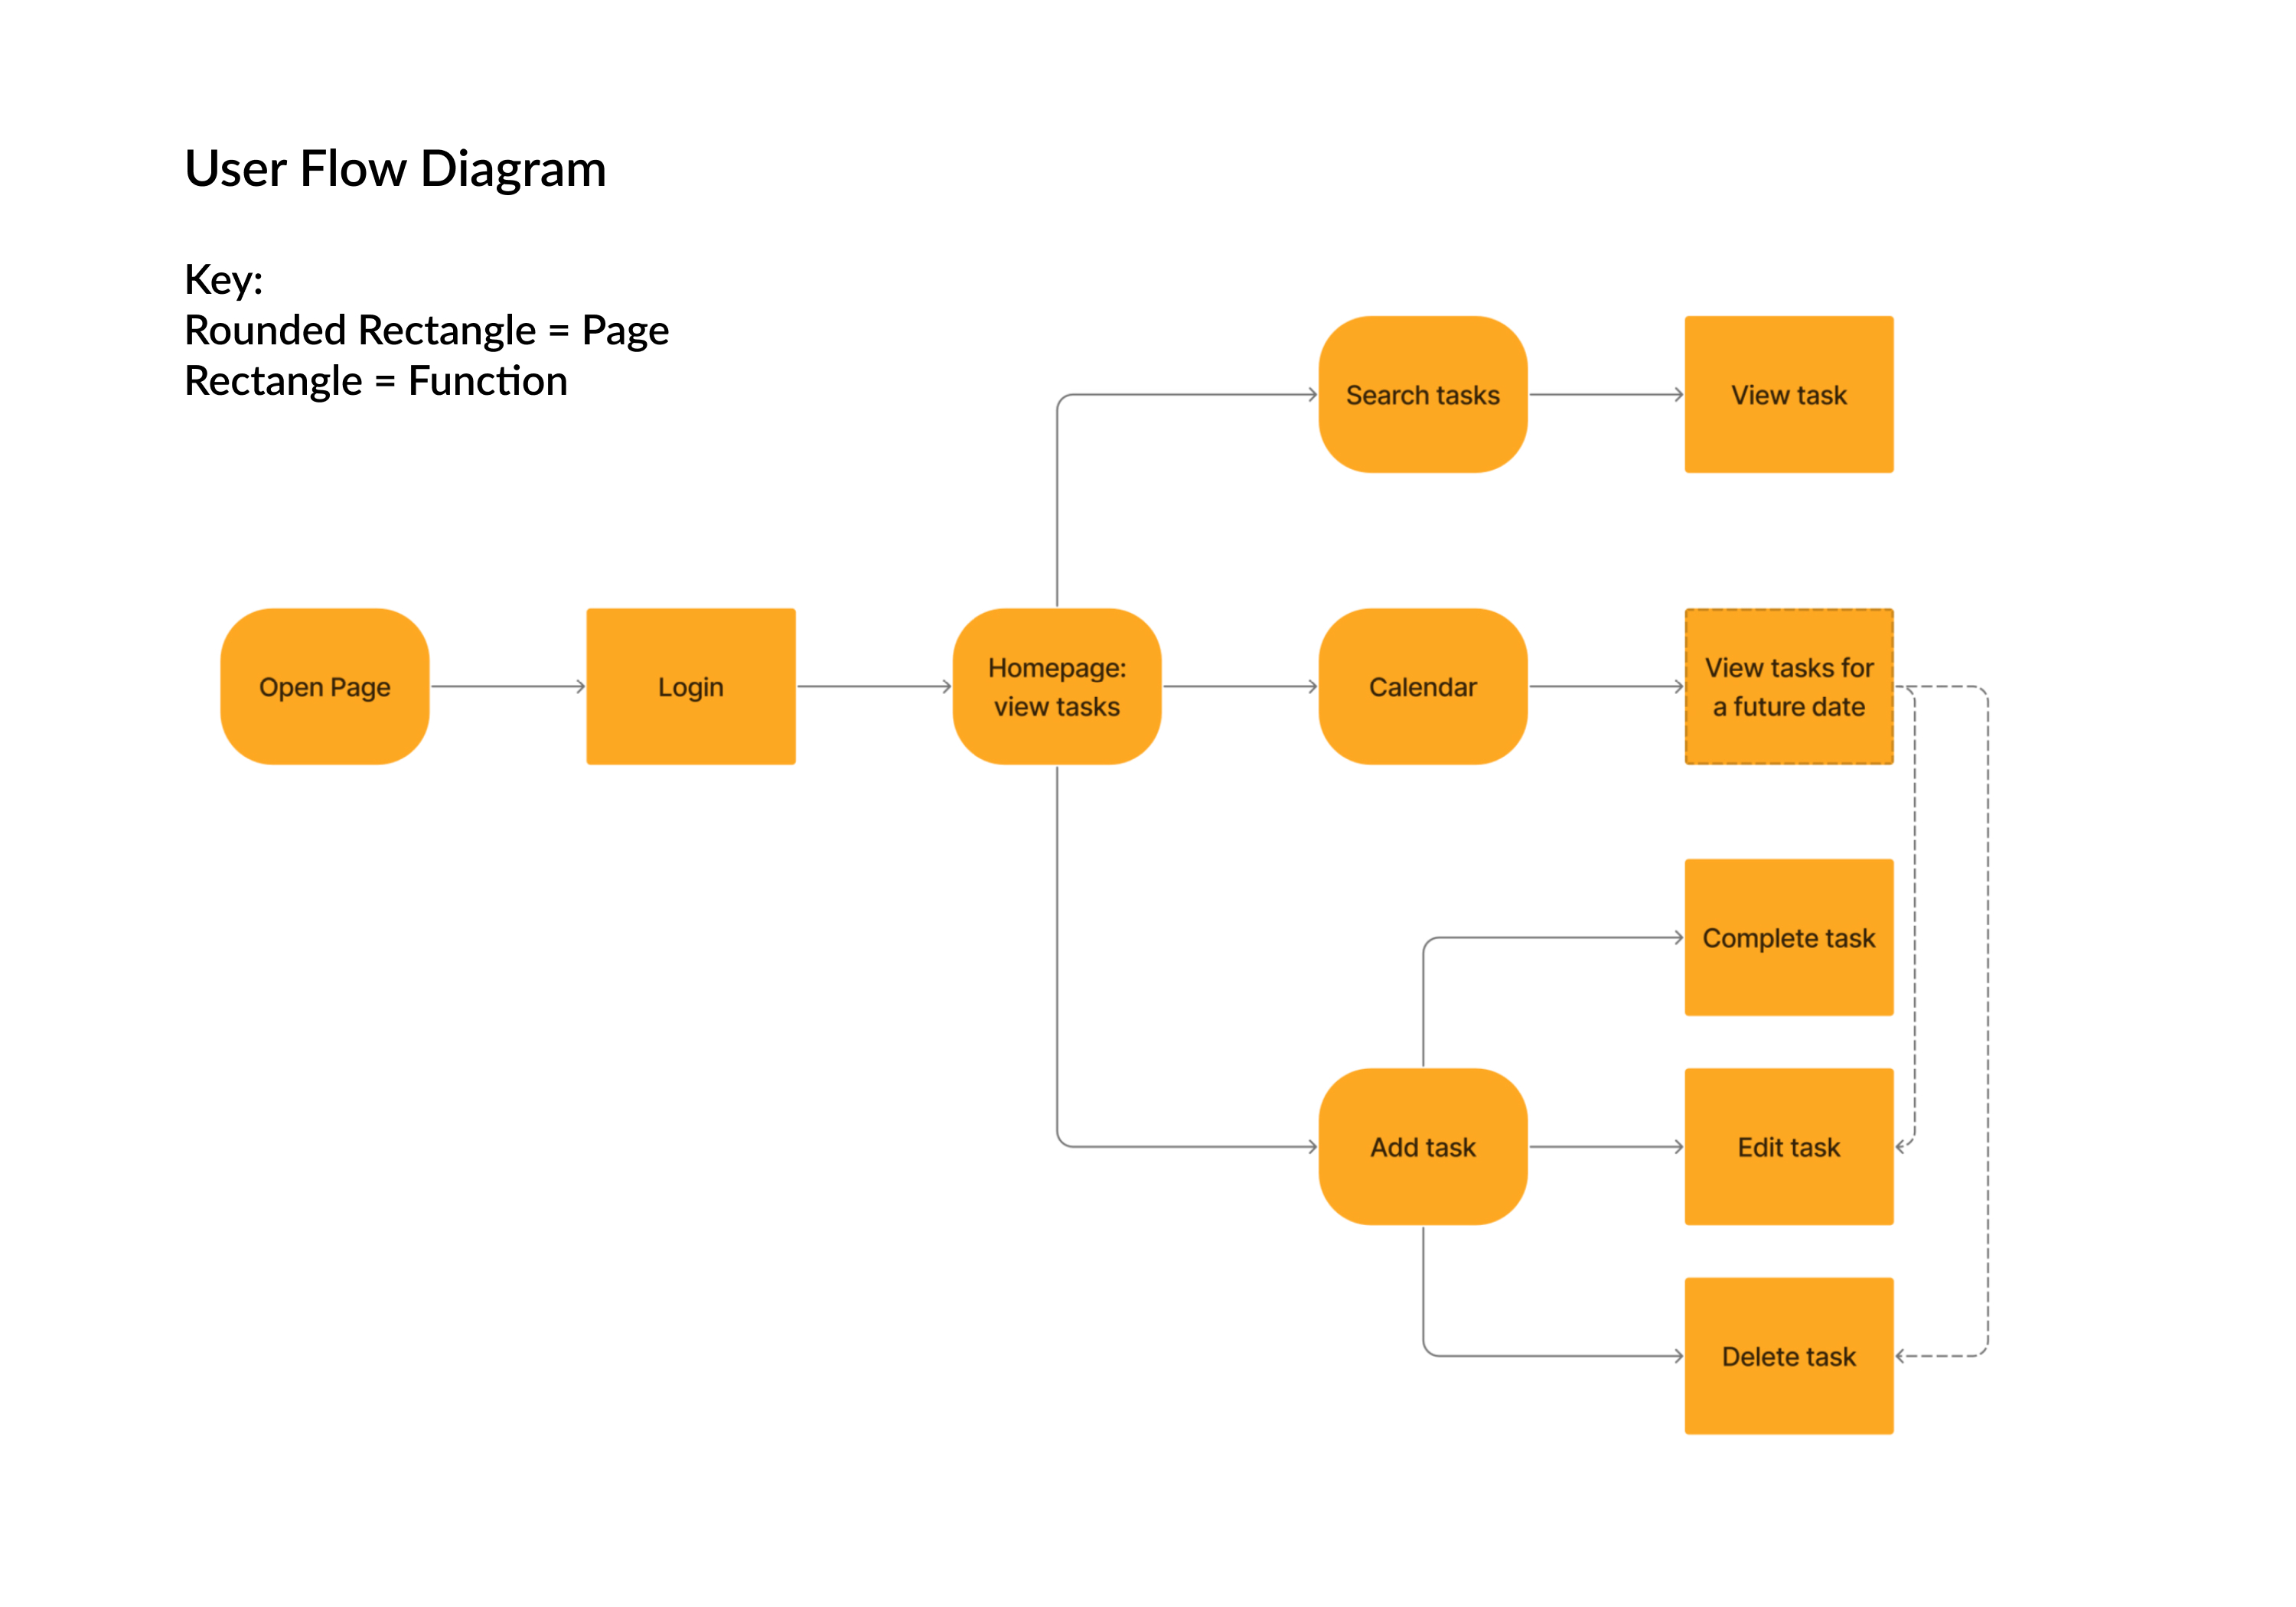 User Flow Diagram
Key:
Rounded Rectangle = Page
Rectangle = Function
Search tasks
View task
Open Page
Login
Homepage:
view tasks
Calendar
View tasks for
a future date
Complete task
Add task
Edit task
Delete task